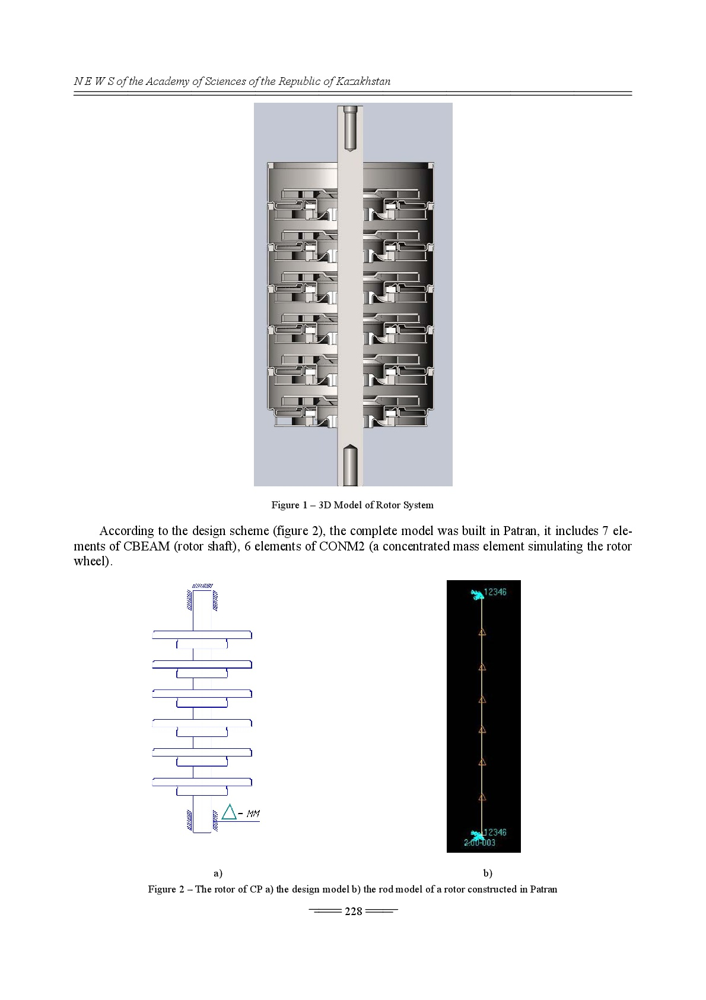 N E W S of the Academy of Sciences of the Republic of Kazakhstan
Figure 1 – 3D Model of Rotor System
According to the design scheme (figure 2), the complete model was built in Patran, it includes 7 ele-
ments of CBEAM (rotor shaft), 6 elements of CONM2 (a concentrated mass element simulating the rotor
wheel).
12346
Δ– мм
12346
2.00-003
a)
b)
Figure 2 – The rotor of CP a) the design model b) the rod model of a rotor constructed in Patran
228